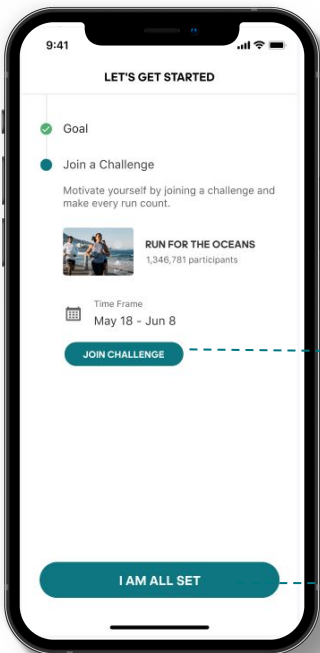 9:41
LET'S GET STARTED
Goal
Join a Challenge
Motivate yourself by joining a challenge and
make every run count.
RUN FOR THE OCEANS
1,346,781 participants
Time Frame
May 18 - Jun 8
JOIN CHALLENGE
I AM ALL SET